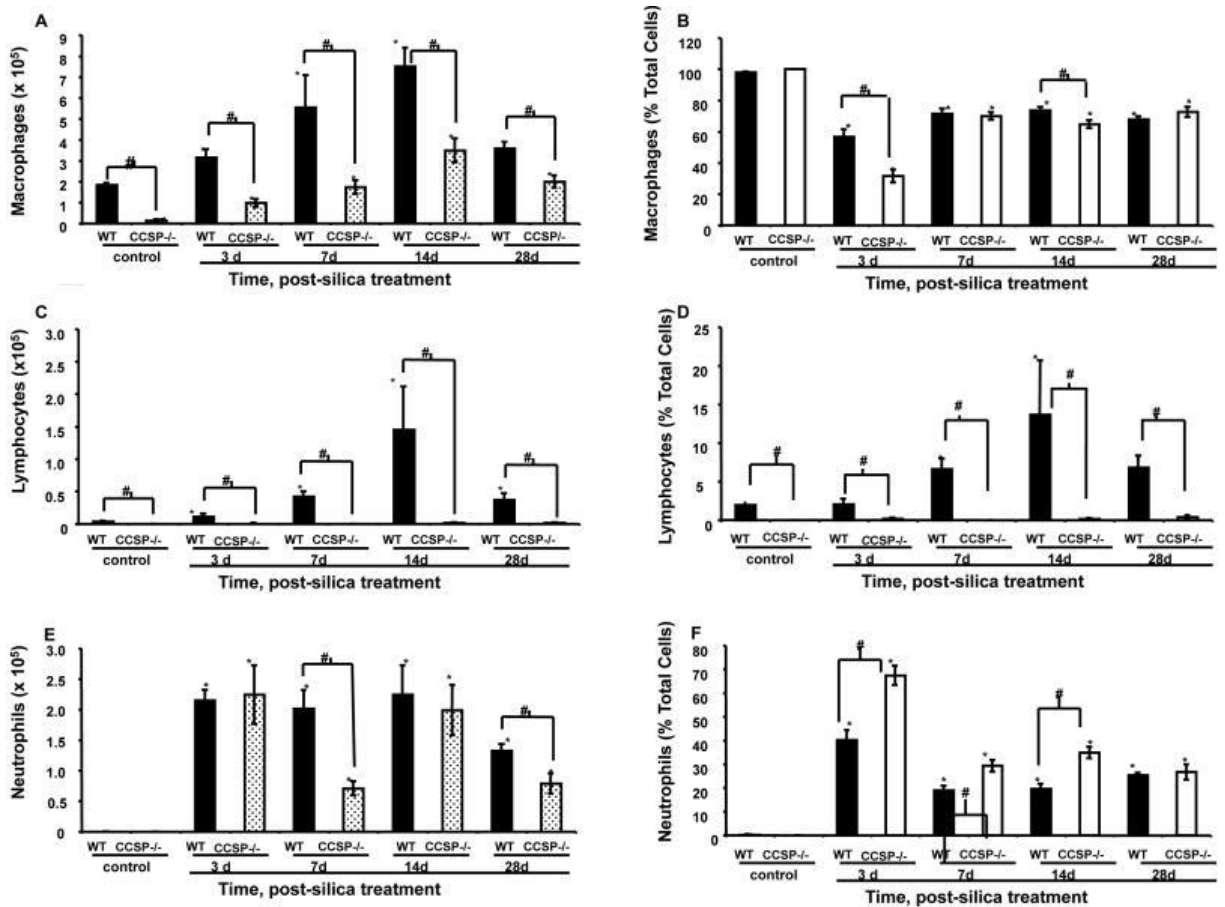 A
Macrophages (x 10⁵)
9
8
7
6
5
4
3
2
1
0
# # # # #
* * * * * *
WT CCSP-/- WT CCSP-/- WT CCSP-/- WT CCSP-/- WT CCSP/-
control 3 d 7d 14d 28d
Time, post-silica treatment
B
Macrophages (% Total Cells)
120
100
80
60
40
20
0
# #
* * * * * *
WT CCSP-/- WT CCSP-/- WT CCSP-/- WT CCSP-/- WT CCSP-/-
control 3 d 7d 14d 28d
Time, post-silica treatment
C
Lymphocytes (x10⁵)
3.0
2.5
2.0
1.5
1.0
0.5
0
# # # # #
* * * *
WT CCSP-/- WT CCSP-/- WT CCSP-/- WT CCSP-/- WT CCSP-/-
control 3 d 7d 14d 28d
Time, post-silica treatment
D
Lymphocytes (% Total Cells)
25
20
15
10
5
0
# # # # #
* *
WT CCSP-/- WT CCSP-/- WT CCSP-/- WT CCSP-/- WT CCSP-/-
control 3 d 7d 14d 28d
Time, post-silica treatment
E
Neutrophils (x 10⁵)
3.0
2.5
2.0
1.5
1.0
0.5
0
# #
* * * * * * * *
WT CCSP-/- WT CCSP-/- WT CCSP-/- WT CCSP-/- WT CCSP-/-
control 3 d 7d 14d 28d
Time, post-silica treatment
F
Neutrophils (% Total Cells)
80
70
60
50
40
30
20
10
0
# # #
* * * * * * * *
WT CCSP-/- WT CCSP-/- WT CCSP-/- WT CCSP-/- WT CCSP-/-
control 3 d 7d 14d 28d
Time, post-silica treatment